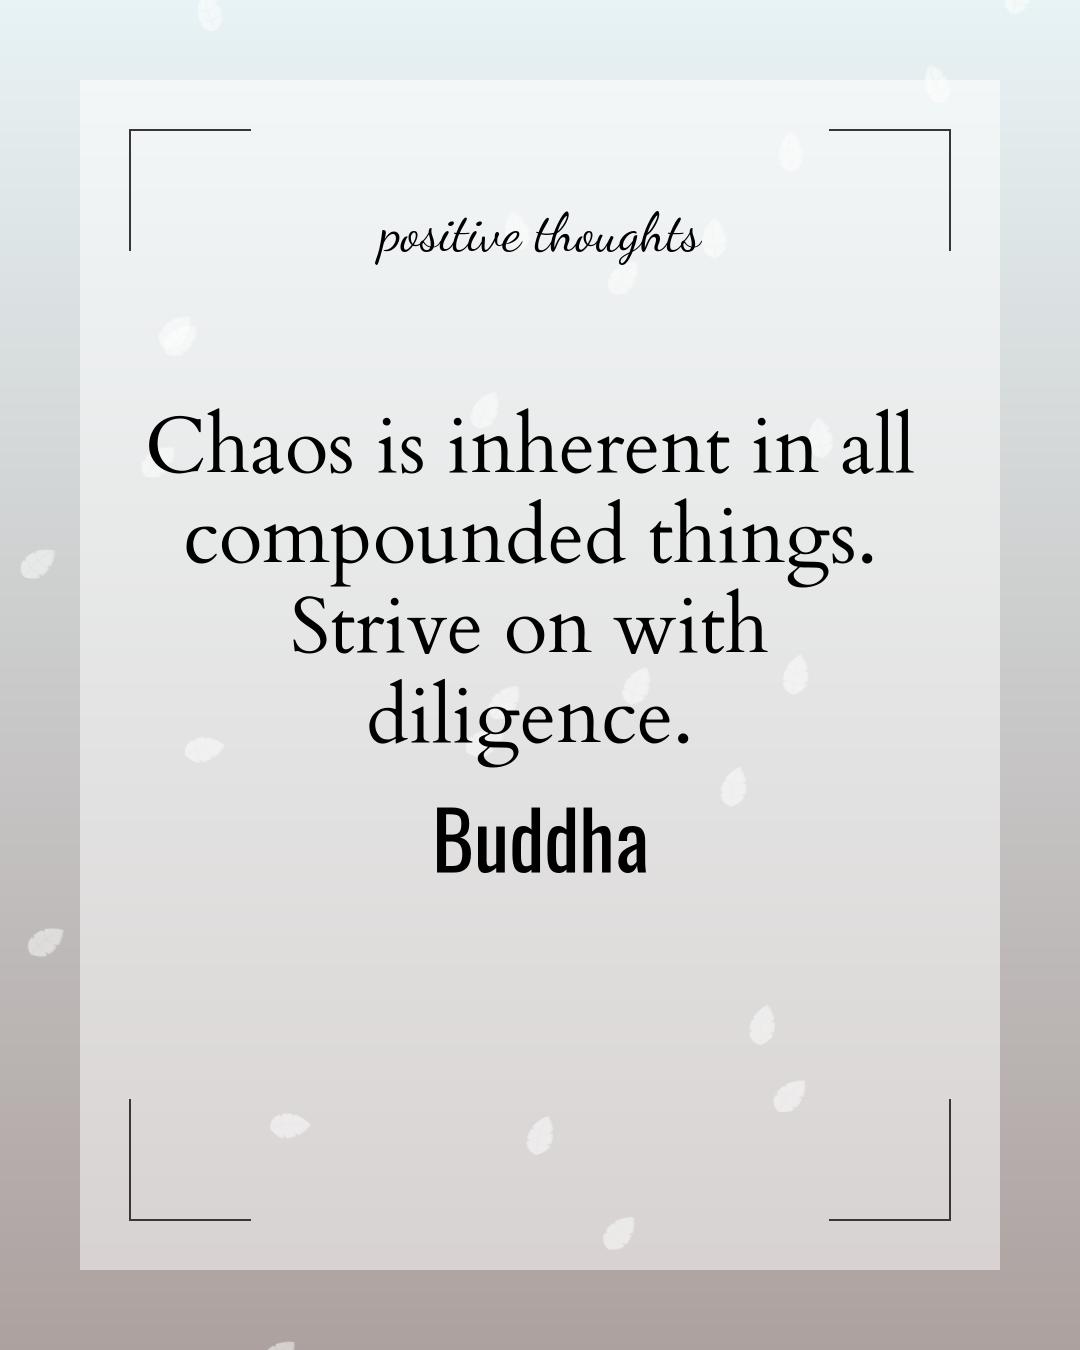 positive thoughts
Chaos is inherent in all
compounded things.
Strive on with
diligence.
Buddha